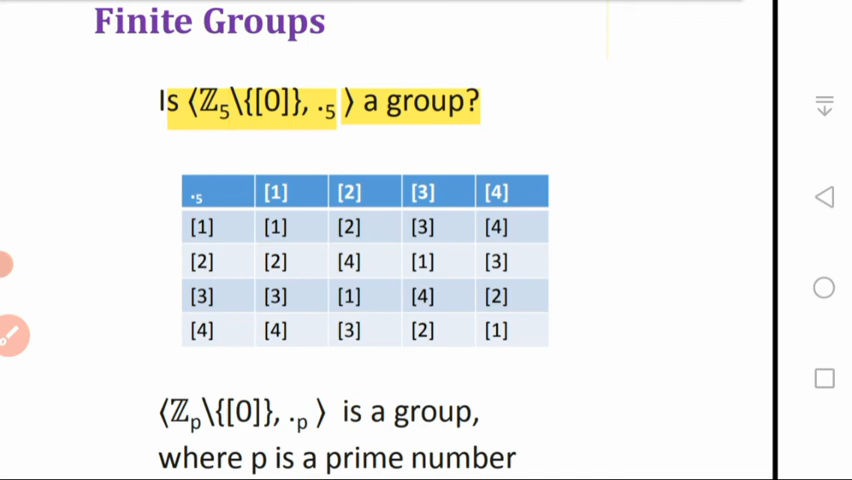 Finite Groups
Is ⟨ℤ₅\{[0]}, .₅ ⟩ a group?
.₅ [1] [2] [3] [4]
[1] [1] [2] [3] [4]
[2] [2] [4] [1] [3]
[3] [3] [1] [4] [2]
[4] [4] [3] [2] [1]
⟨ℤₚ\{[0]}, .ₚ ⟩ is a group,
where p is a prime number